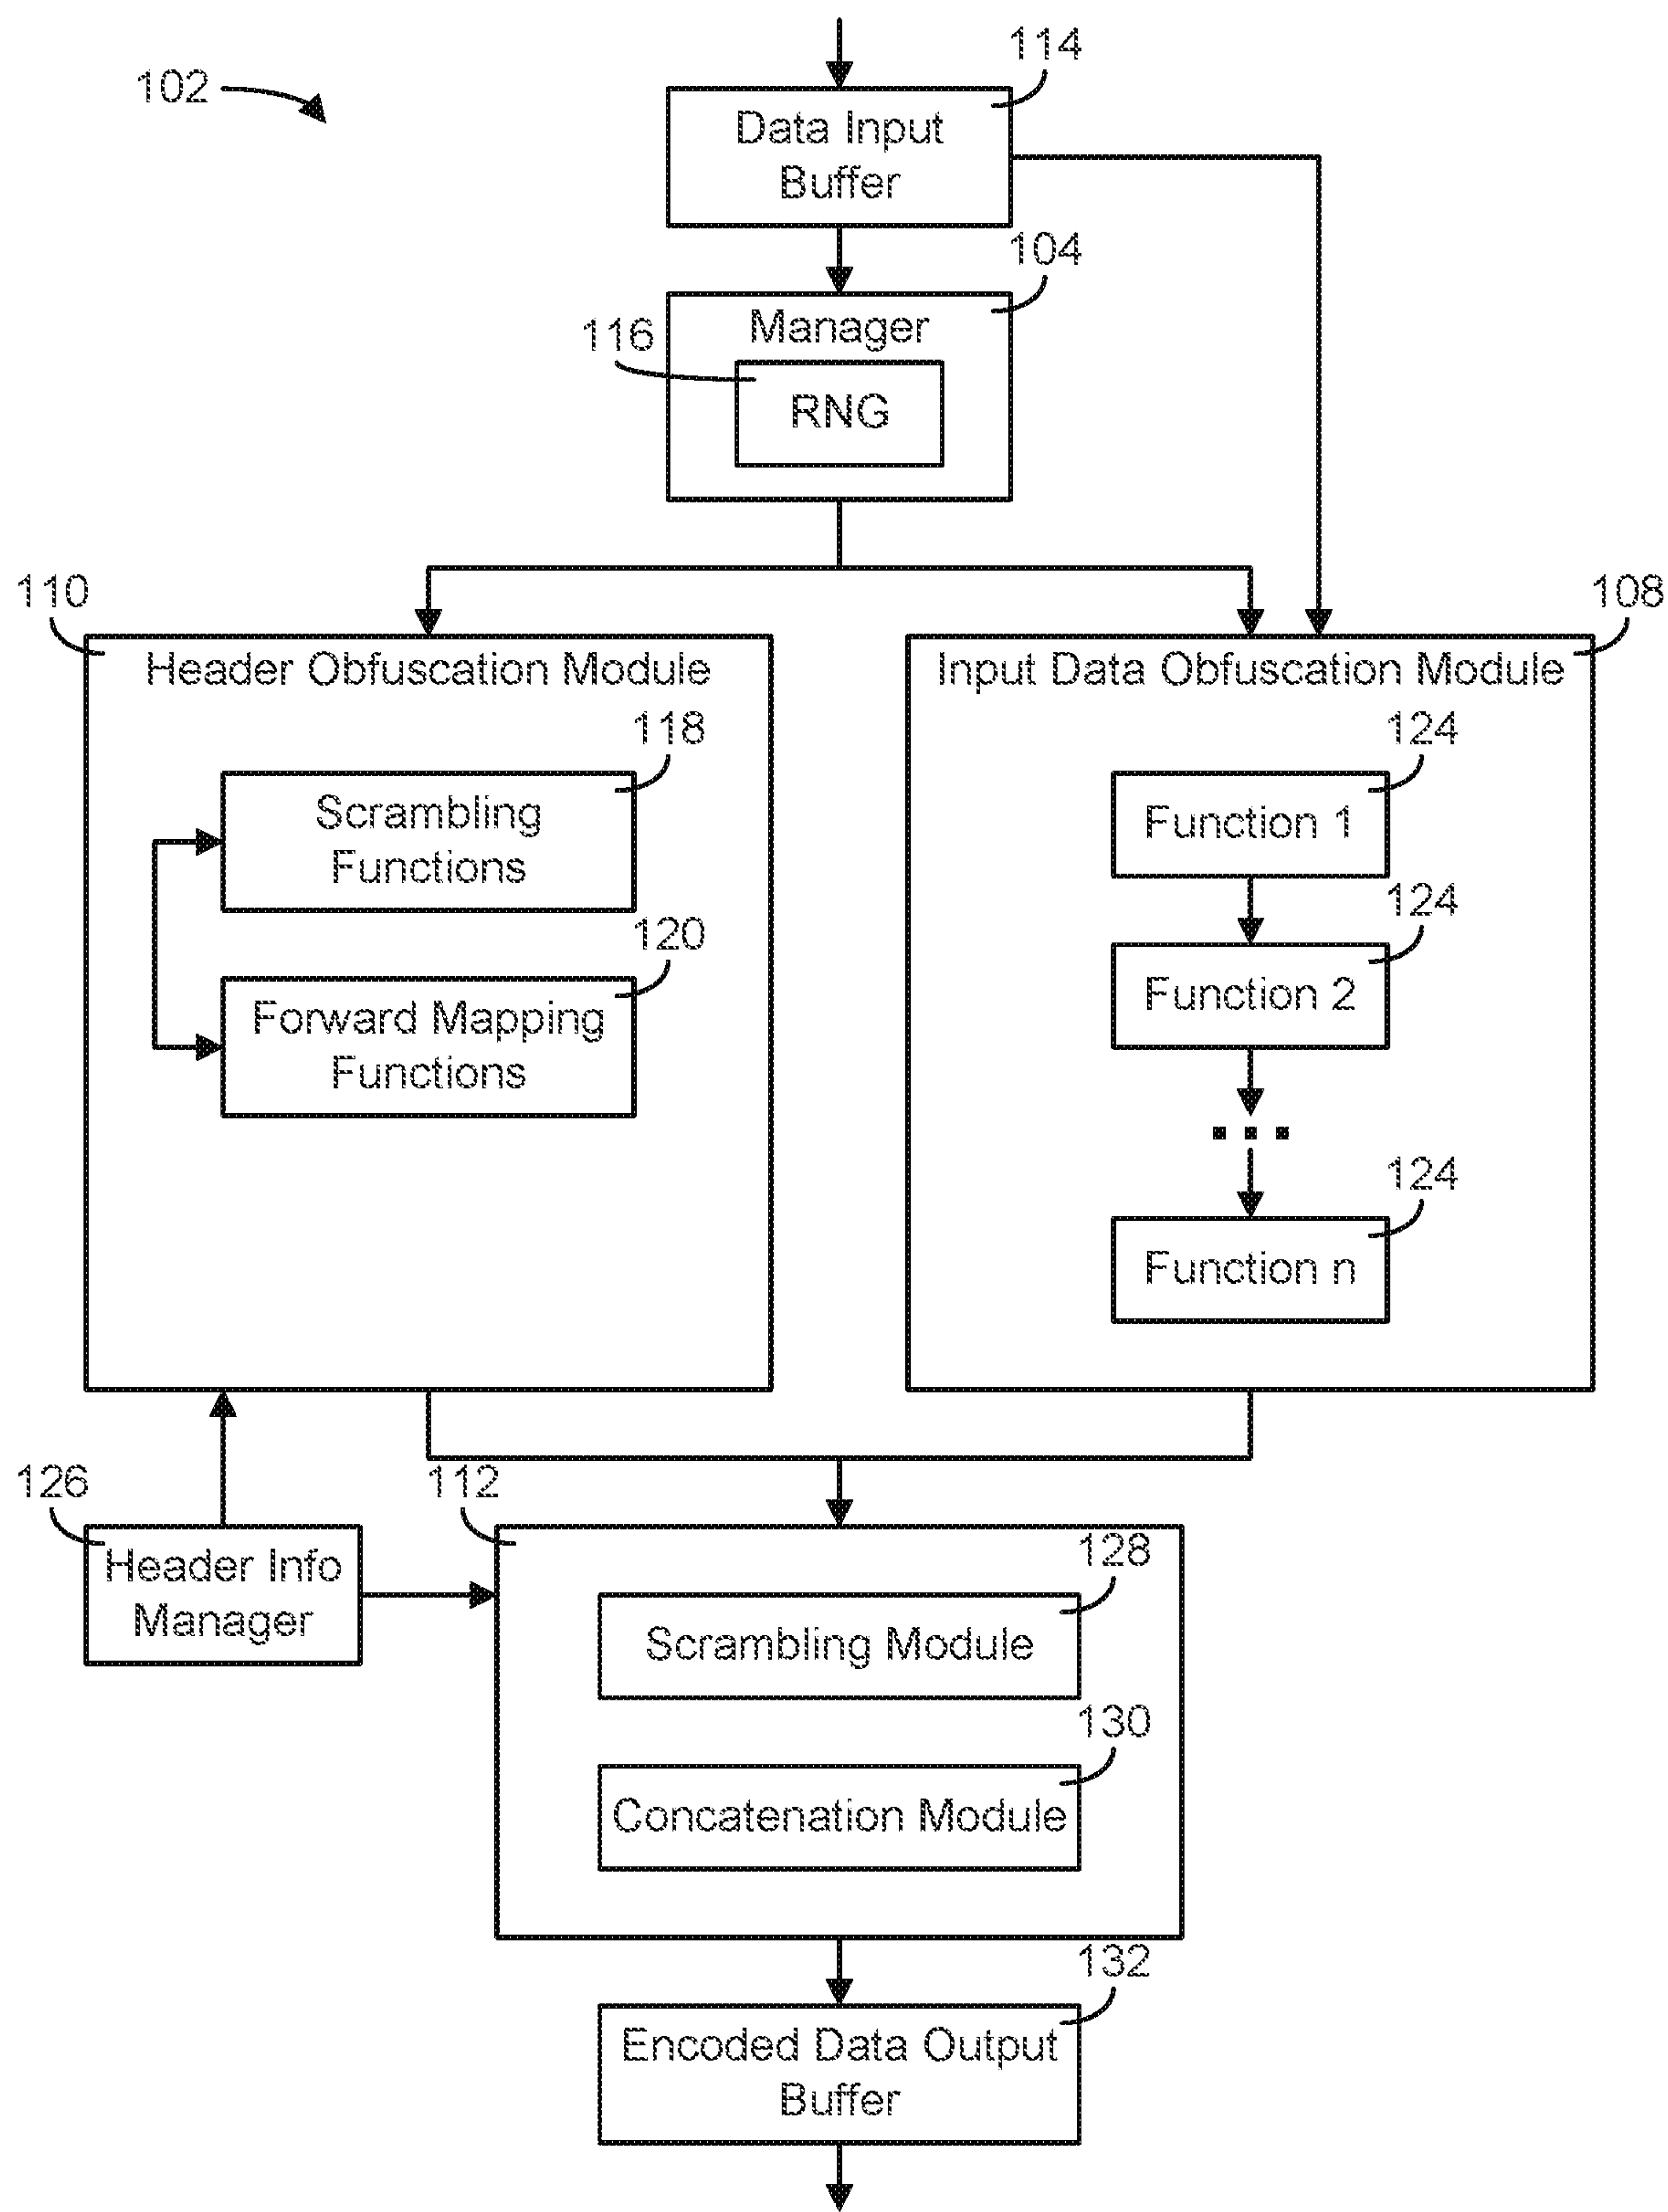 102
114
Data Input
Buffer
104
Manager
116
RNG
110
Header Obfuscation Module
118
Scrambling
Functions
120
Forward Mapping
Functions
108
Input Data Obfuscation Module
124
Function 1
124
Function 2
...
124
Function n
126
Header Info
Manager
112
128
Scrambling Module
130
Concatenation Module
132
Encoded Data Output
Buffer